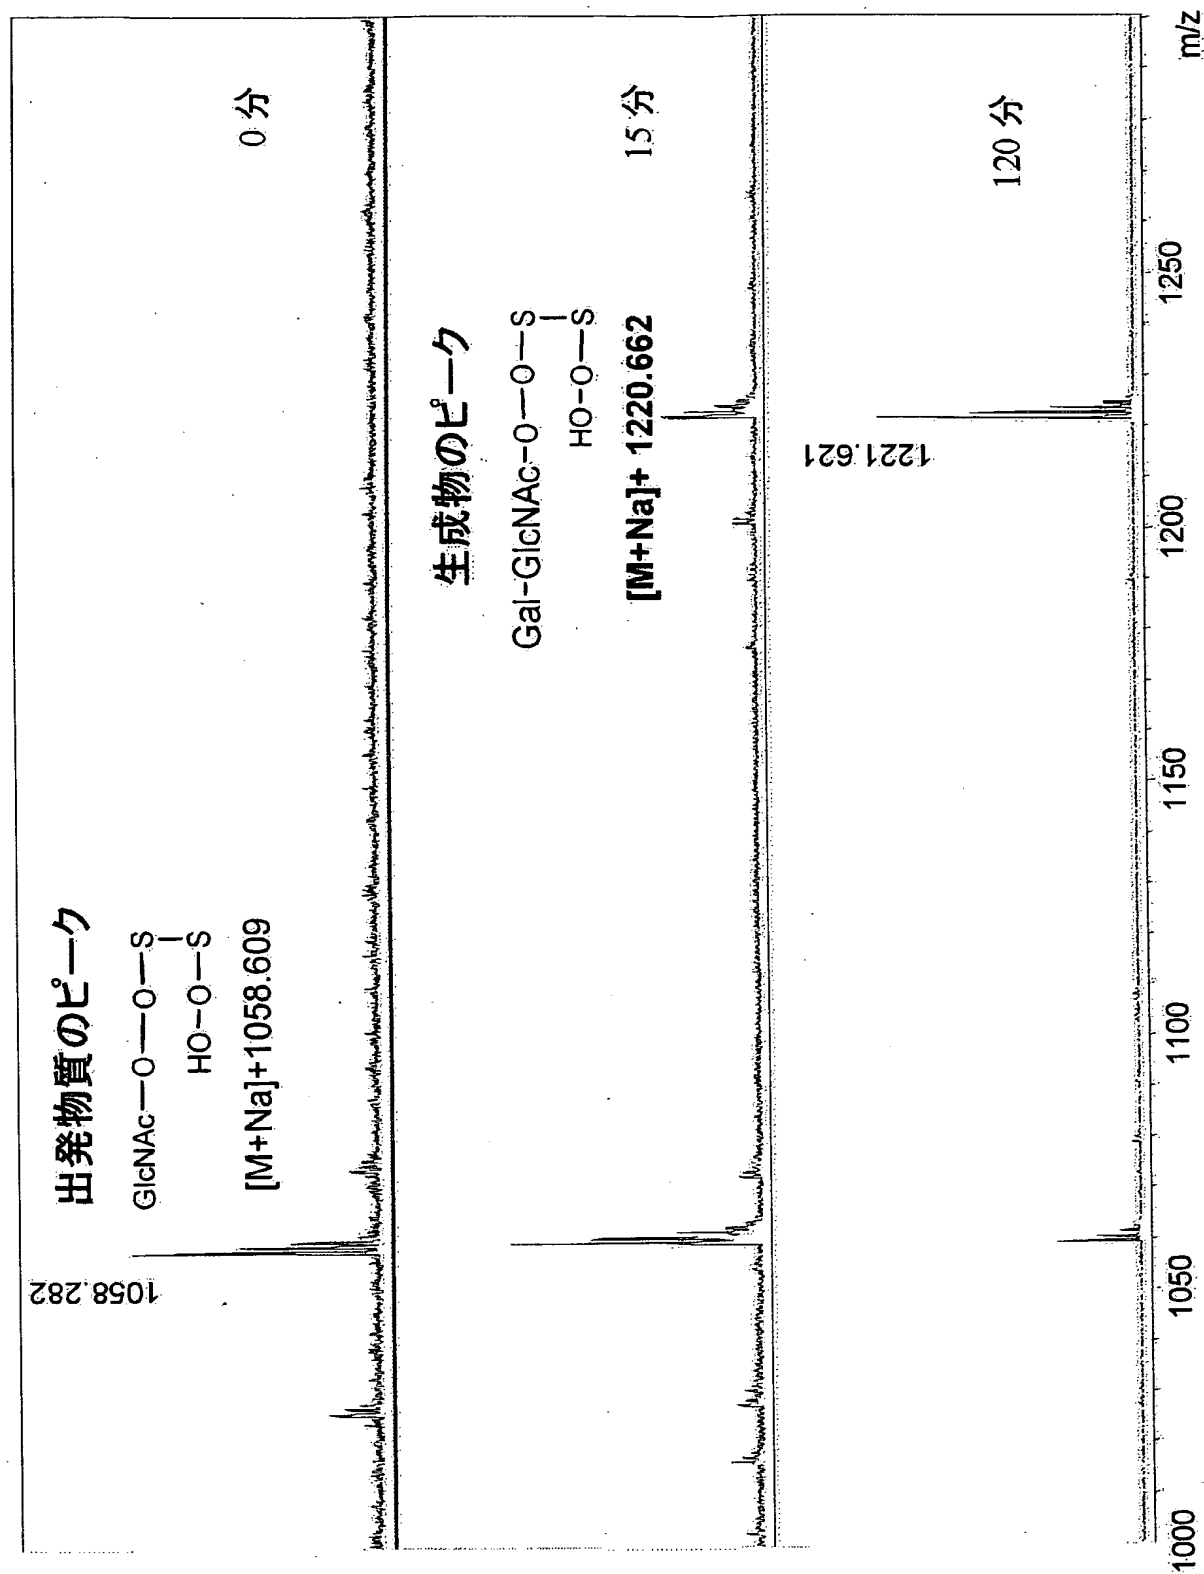 出発物質のピーク
GlcNAc—O—O—S
HO-O—S
[M+Na]+1058.609
1058.282
0 分
生成物のピーク
Gal-GlcNAc-O—O—S
HO-O—S
[M+Na]+ 1220.662
15 分
1221.621
120 分
1000 1050 1100 1150 1200 1250 m/z